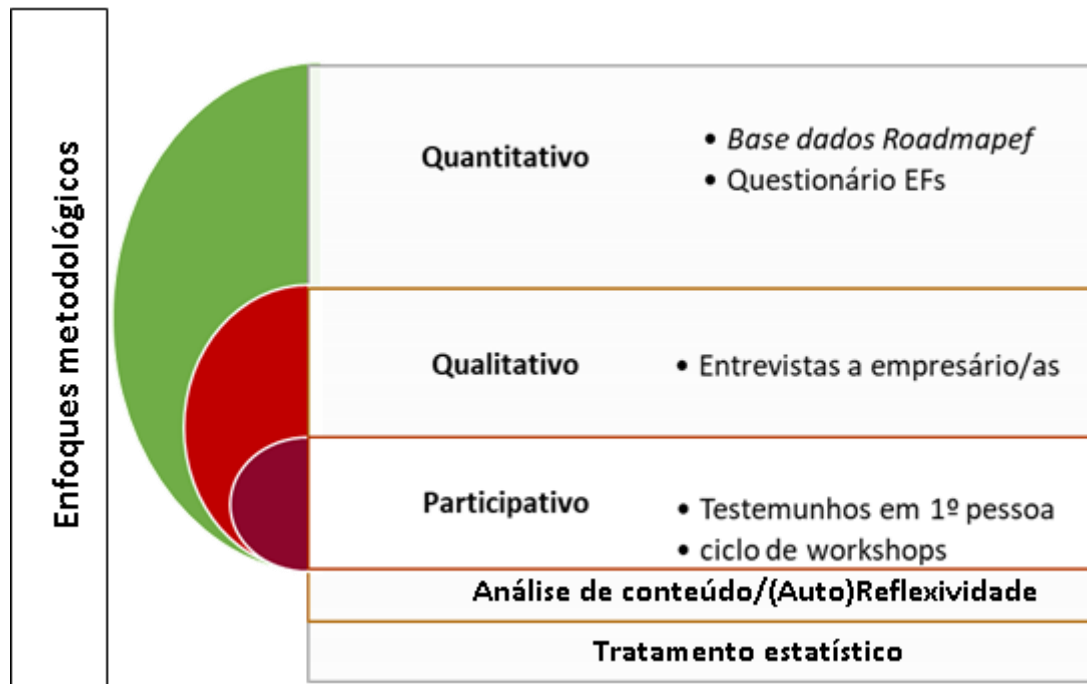 Enfoques metodológicos
Quantitativo
• Base dados Roadmapef
• Questionário EFs
Qualitativo
• Entrevistas a empresário/as
Participativo
• Testemunhos em 1º pessoa
• ciclo de workshops
Análise de conteúdo/(Auto)Reflexividade
Tratamento estatístico